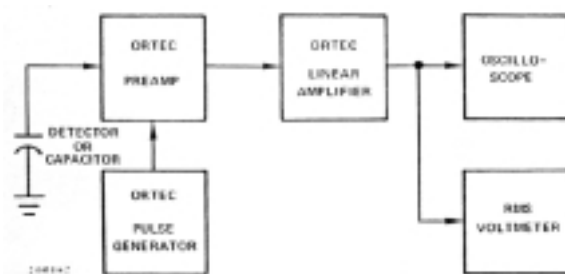 ORTEC
PREAMP
ORTEC
LINEAR
AMPLIFIER
OSCILLO-
SCOPE
DETECTOR
OR
CAPACITOR
ORTEC
PULSE
GENERATOR
RMS
VOLTMETER